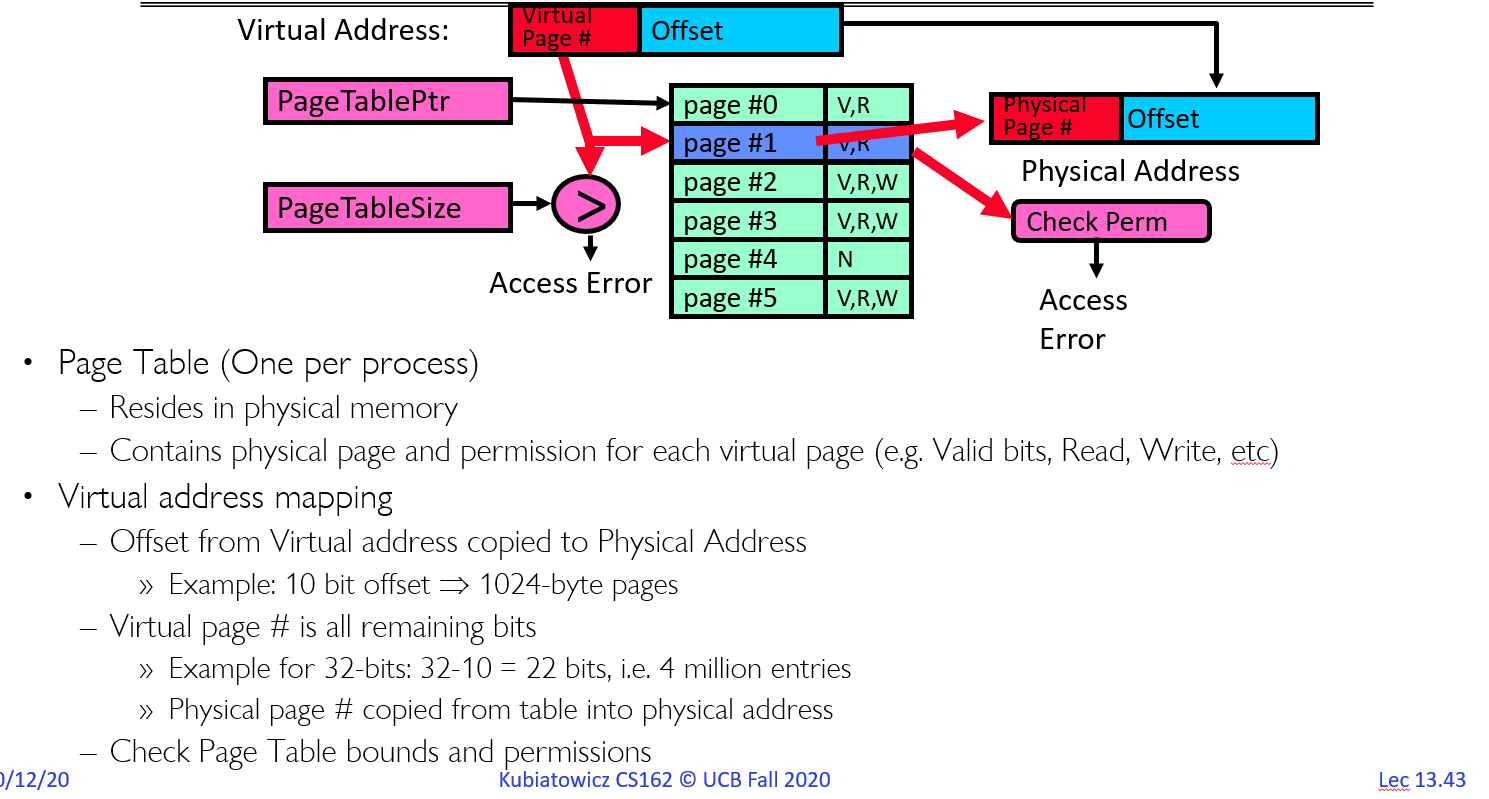 Virtual Address:
Virtual
Page #
Offset
PageTablePtr
page #0 V,R
Physical
Page #
Offset
page #1 V,R
Physical Address
page #2 V,R,W
PageTableSize
>
page #3 V,R,W
Check Perm
page #4 N
Access Error
page #5 V,R,W
Access
Error
• Page Table (One per process)
– Resides in physical memory
– Contains physical page and permission for each virtual page (e.g. Valid bits, Read, Write, etc)
• Virtual address mapping
– Offset from Virtual address copied to Physical Address
» Example: 10 bit offset ⇒ 1024-byte pages
– Virtual page # is all remaining bits
» Example for 32-bits: 32-10 = 22 bits, i.e. 4 million entries
» Physical page # copied from table into physical address
– Check Page Table bounds and permissions
0/12/20 Kubiatowicz CS162 © UCB Fall 2020 Lec 13.43